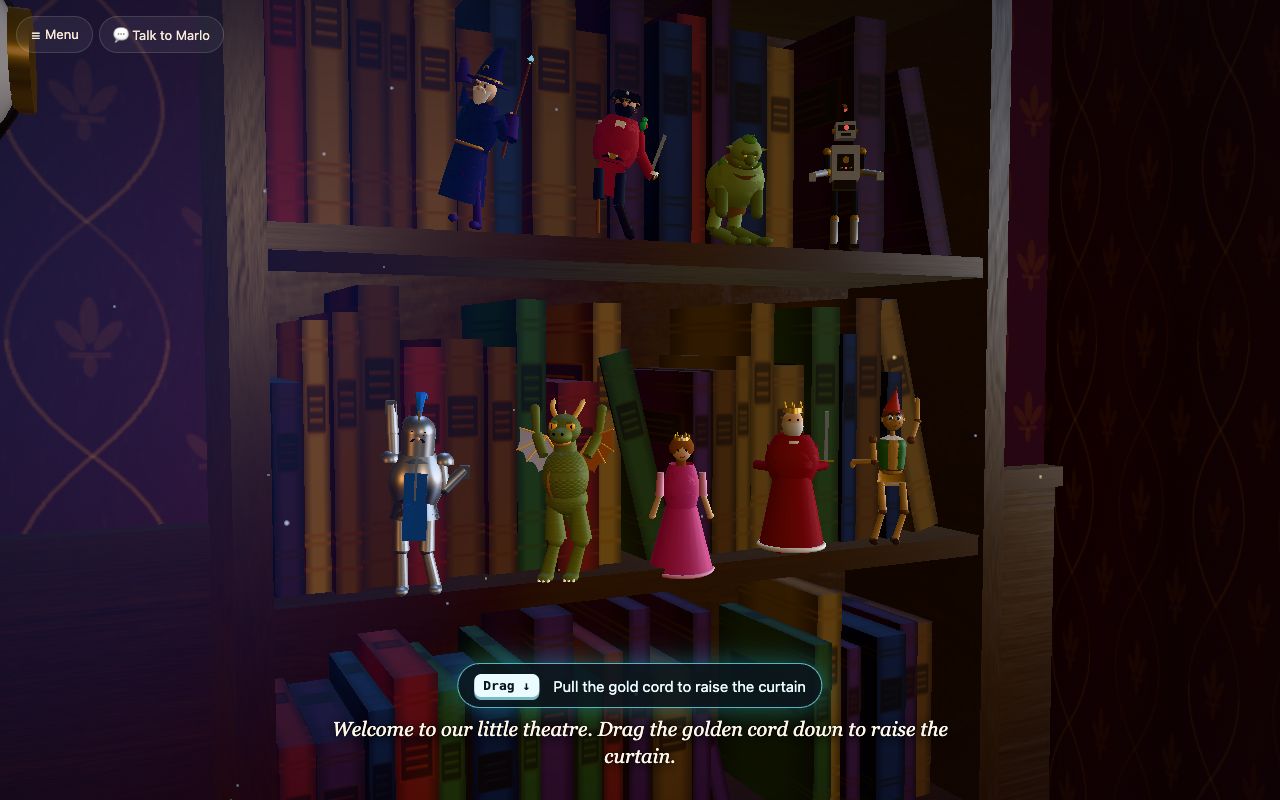 ≡ Menu
💬 Talk to Marlo
Drag ↓ Pull the gold cord to raise the curtain
Welcome to our little theatre. Drag the golden cord down to raise the
curtain.